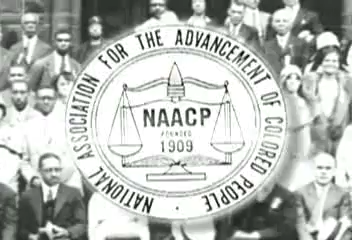 NATIONAL ASSOCIATION FOR THE ADVANCEMENT OF COLORED PEOPLE
NAACP
FOUNDED
1909